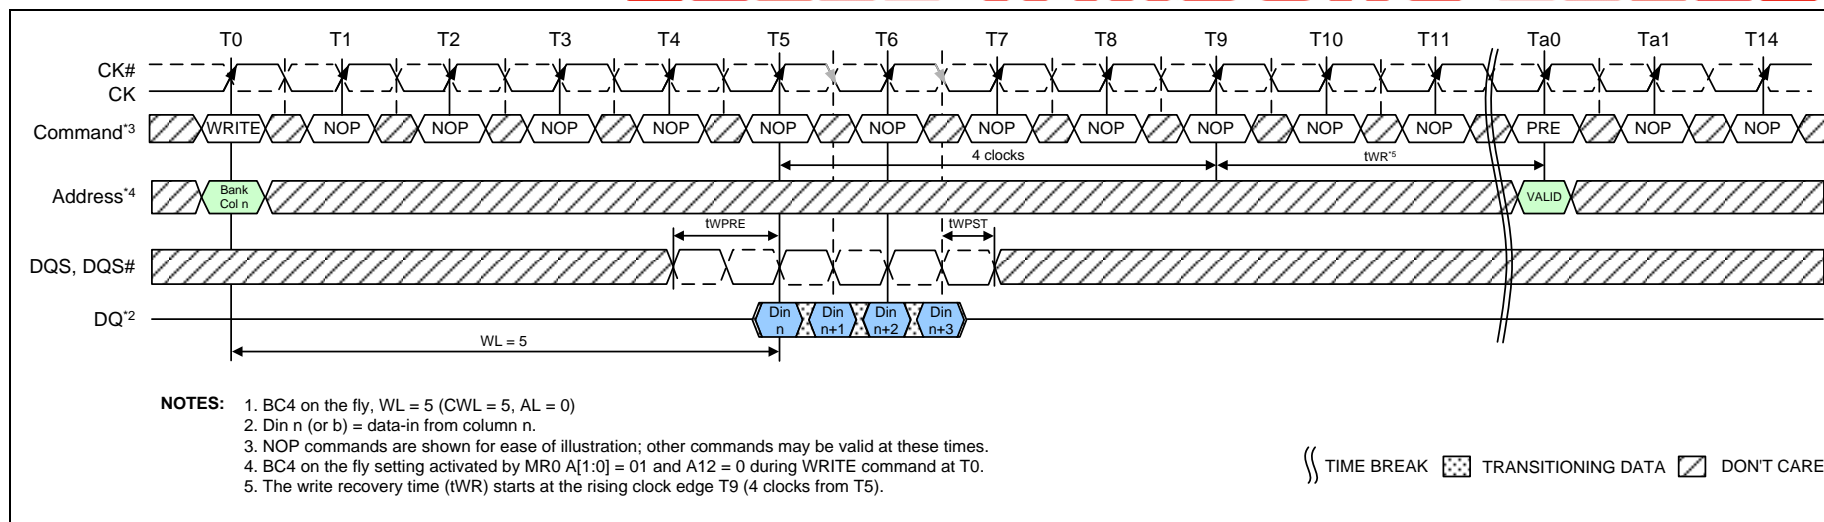 T0 T1 T2 T3 T4 T5 T6 T7 T8 T9 T10 T11 Ta0 Ta1 T14
CK#
CK
Command*3 WRITE NOP NOP NOP NOP NOP NOP NOP NOP NOP NOP NOP PRE NOP NOP
4 clocks tWR*5
Address*4 Bank Col n VALID
tWPRE tWPST
DQS, DQS#
DQ*2 Din n Din n+1 Din n+2 Din n+3
WL = 5
NOTES: 1. BC4 on the fly, WL = 5 (CWL = 5, AL = 0)
2. Din n (or b) = data-in from column n.
3. NOP commands are shown for ease of illustration; other commands may be valid at these times.
4. BC4 on the fly setting activated by MR0 A[1:0] = 01 and A12 = 0 during WRITE command at T0.
5. The write recovery time (tWR) starts at the rising clock edge T9 (4 clocks from T5).
TIME BREAK TRANSITIONING DATA DON'T CARE